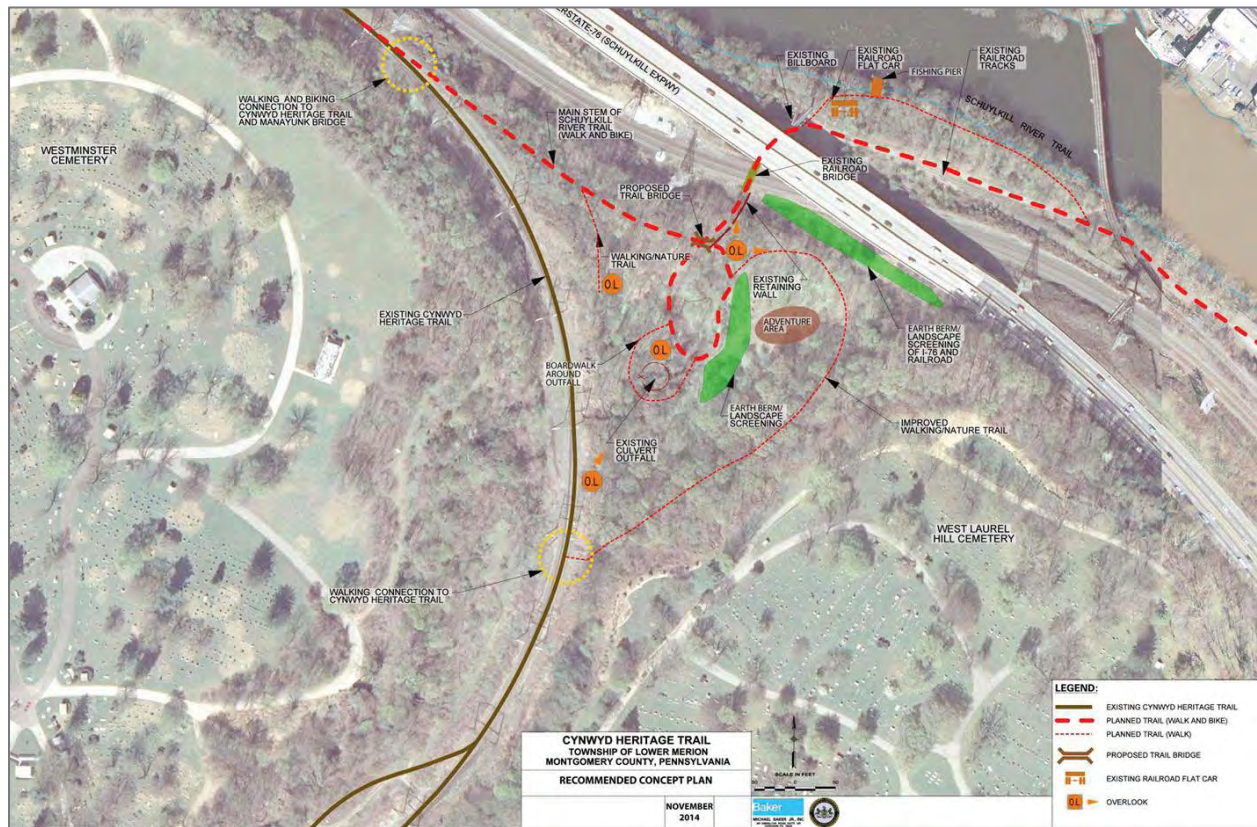 INTERSTATE-76 (SCHUYLKILL EXPWY)
EXISTING
BILLBOARD
EXISTING
RAILROAD
FLAT CAR
FISHING PIER
EXISTING
RAILROAD
TRACKS
SCHUYLKILL RIVER TRAIL
WALKING AND BIKING
CONNECTION TO
CYNWYD HERITAGE TRAIL
AND MANAYUNK BRIDGE
MAIN STEM OF
SCHUYLKILL
RIVER TRAIL
(WALK AND BIKE)
WESTMINSTER
CEMETERY
EXISTING
RAILROAD
BRIDGE
PROPOSED
TRAIL BRIDGE
O.L
WALKING/NATURE
TRAIL
O.L
EXISTING
RETAINING
WALL
EXISTING CYNWYD
HERITAGE TRAIL
ADVENTURE
AREA
EARTH BERM/
LANDSCAPE
SCREENING
OF I-76 AND
RAILROAD
BOARDWALK
AROUND
OUTFALL
O.L
EARTH BERM/
LANDSCAPE
SCREENING
IMPROVED
WALKING/NATURE TRAIL
EXISTING
CULVERT
OUTFALL
O.L
WEST LAUREL
HILL CEMETERY
WALKING CONNECTION TO
CYNWYD HERITAGE TRAIL
LEGEND:
EXISTING CYNWYD HERITAGE TRAIL
PLANNED TRAIL (WALK AND BIKE)
PLANNED TRAIL (WALK)
PROPOSED TRAIL BRIDGE
EXISTING RAILROAD FLAT CAR
O.L OVERLOOK
CYNWYD HERITAGE TRAIL
TOWNSHIP OF LOWER MERION
MONTGOMERY COUNTY, PENNSYLVANIA
RECOMMENDED CONCEPT PLAN
NOVEMBER
2014
SCALE IN FEET
Baker
MICHAEL BAKER JR., INC